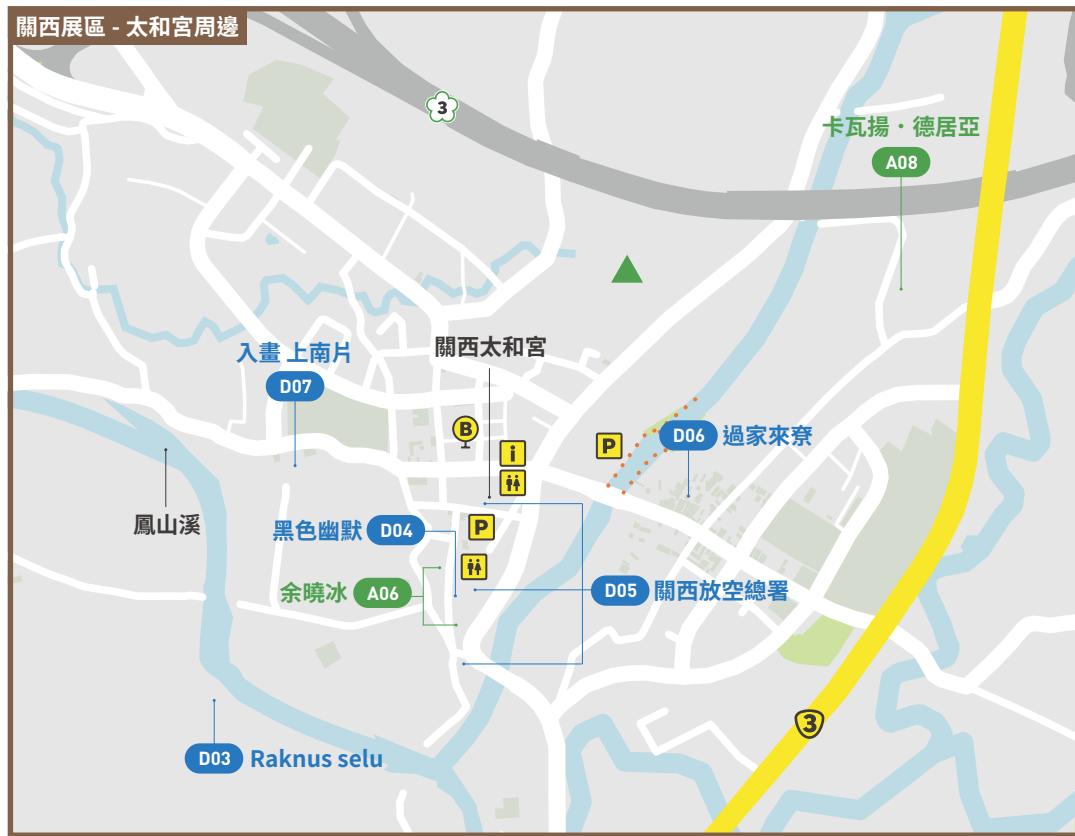 關西展區 - 太和宮周邊
3
卡瓦揚・德居亞
A08
入畫 上南片
D07
關西太和宮
B
i
P
D06 過家來尞
鳳山溪
黑色幽默 D04
P
余曉冰 A06
D05 關西放空總署
3
D03 Raknus selu